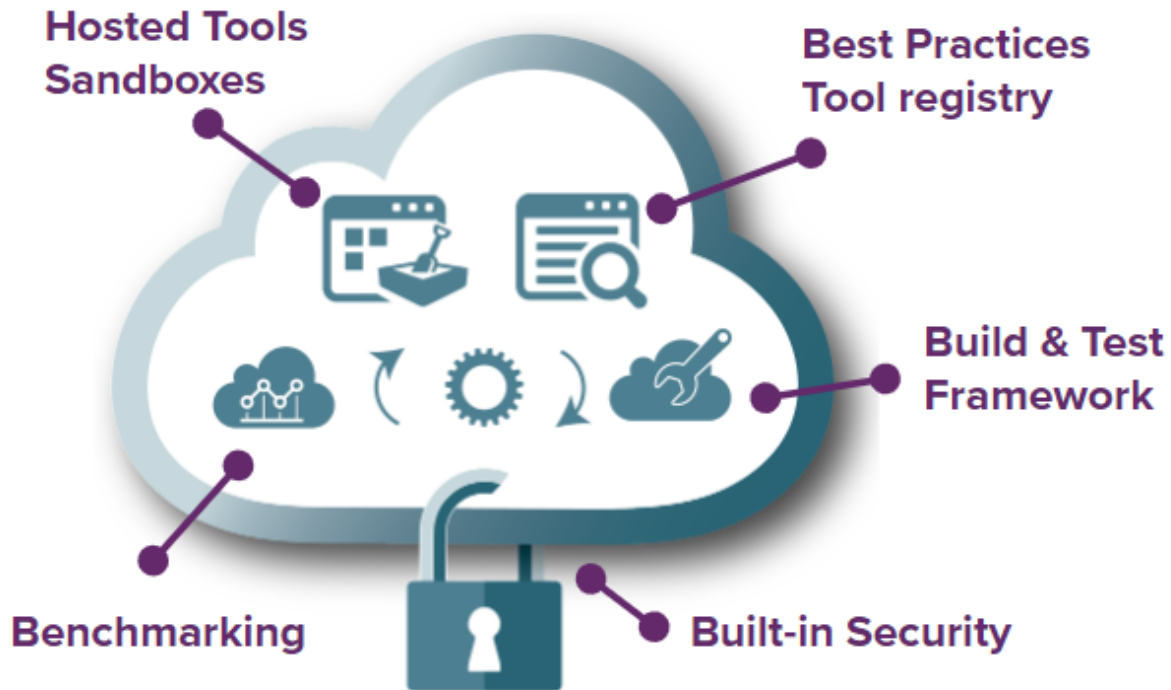 Hosted Tools
Sandboxes
Best Practices
Tool registry
Build & Test
Framework
Benchmarking
Built-in Security